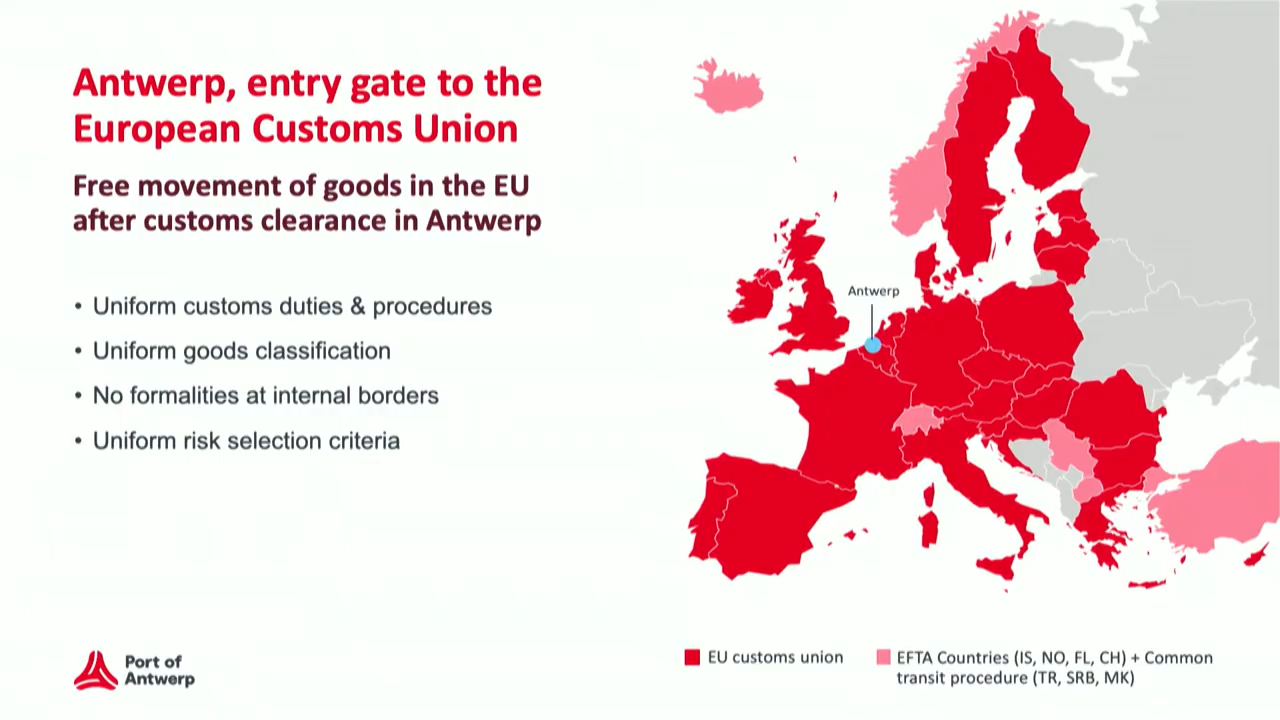 Antwerp, entry gate to the
European Customs Union
Free movement of goods in the EU
after customs clearance in Antwerp
• Uniform customs duties & procedures
• Uniform goods classification
• No formalities at internal borders
• Uniform risk selection criteria
Antwerp
Port of
Antwerp
EU customs union
EFTA Countries (IS, NO, FL, CH) + Common
transit procedure (TR, SRB, MK)